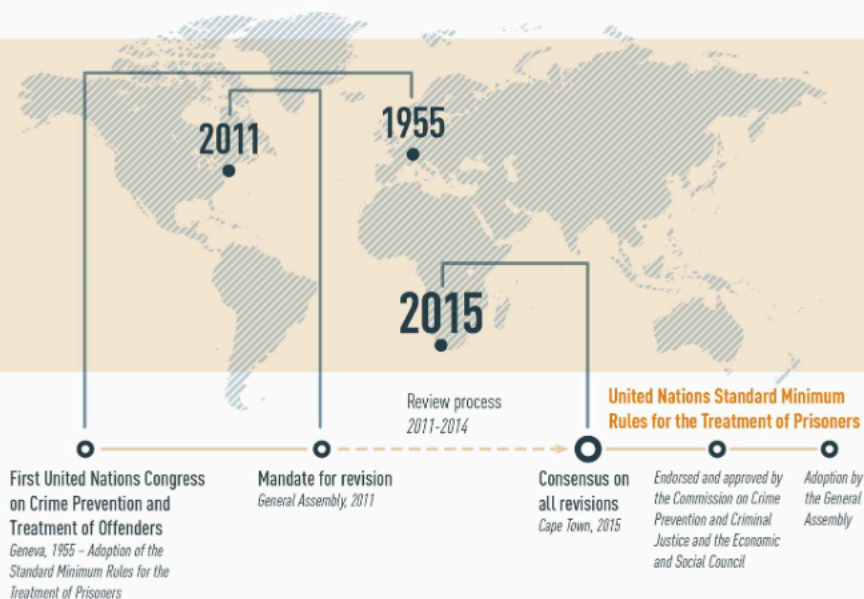 2011
1955
2015
Review process
2011-2014
United Nations Standard Minimum
Rules for the Treatment of Prisoners
First United Nations Congress
on Crime Prevention and
Treatment of Offenders
Geneva, 1955 – Adoption of the
Standard Minimum Rules for the
Treatment of Prisoners
Mandate for revision
General Assembly, 2011
Consensus on
all revisions
Cape Town, 2015
Endorsed and approved by
the Commission on Crime
Prevention and Criminal
Justice and the Economic
and Social Council
Adoption by
the General
Assembly